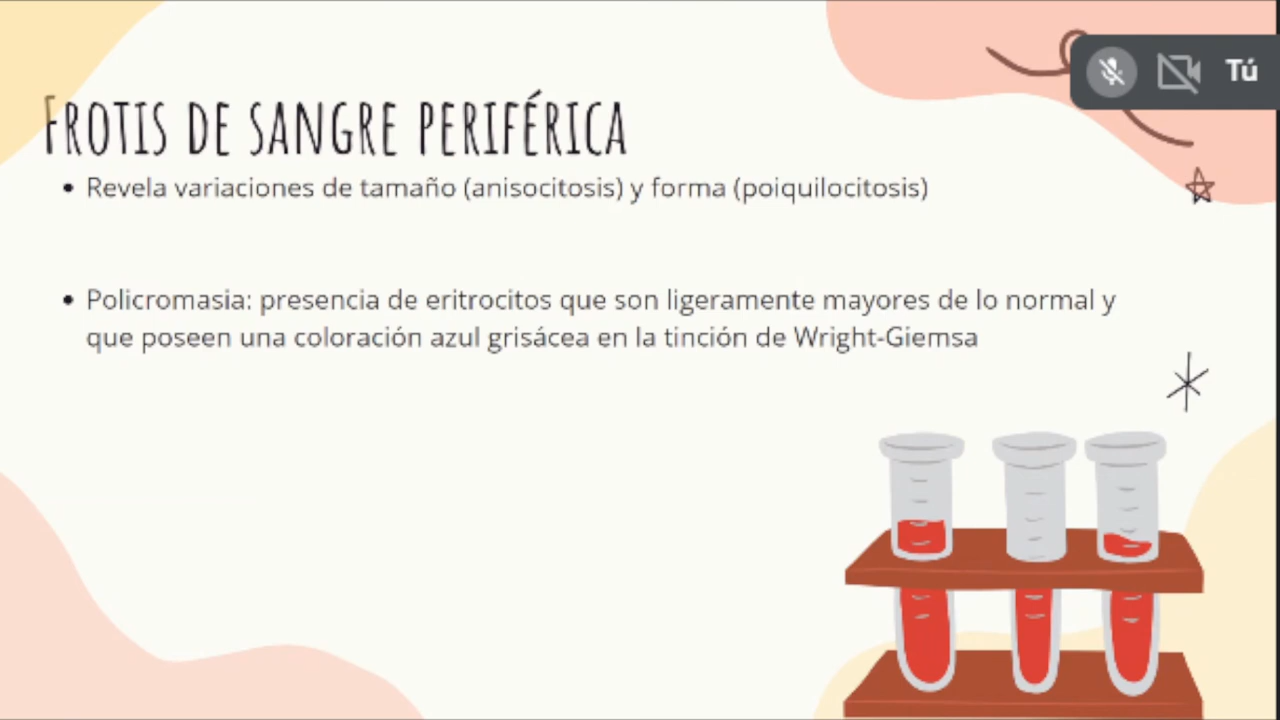 Tú
Frotis de sangre periférica
• Revela variaciones de tamaño (anisocitosis) y forma (poiquilocitosis)
• Policromasia: presencia de eritrocitos que son ligeramente mayores de lo normal y
que poseen una coloración azul grisácea en la tinción de Wright-Giemsa